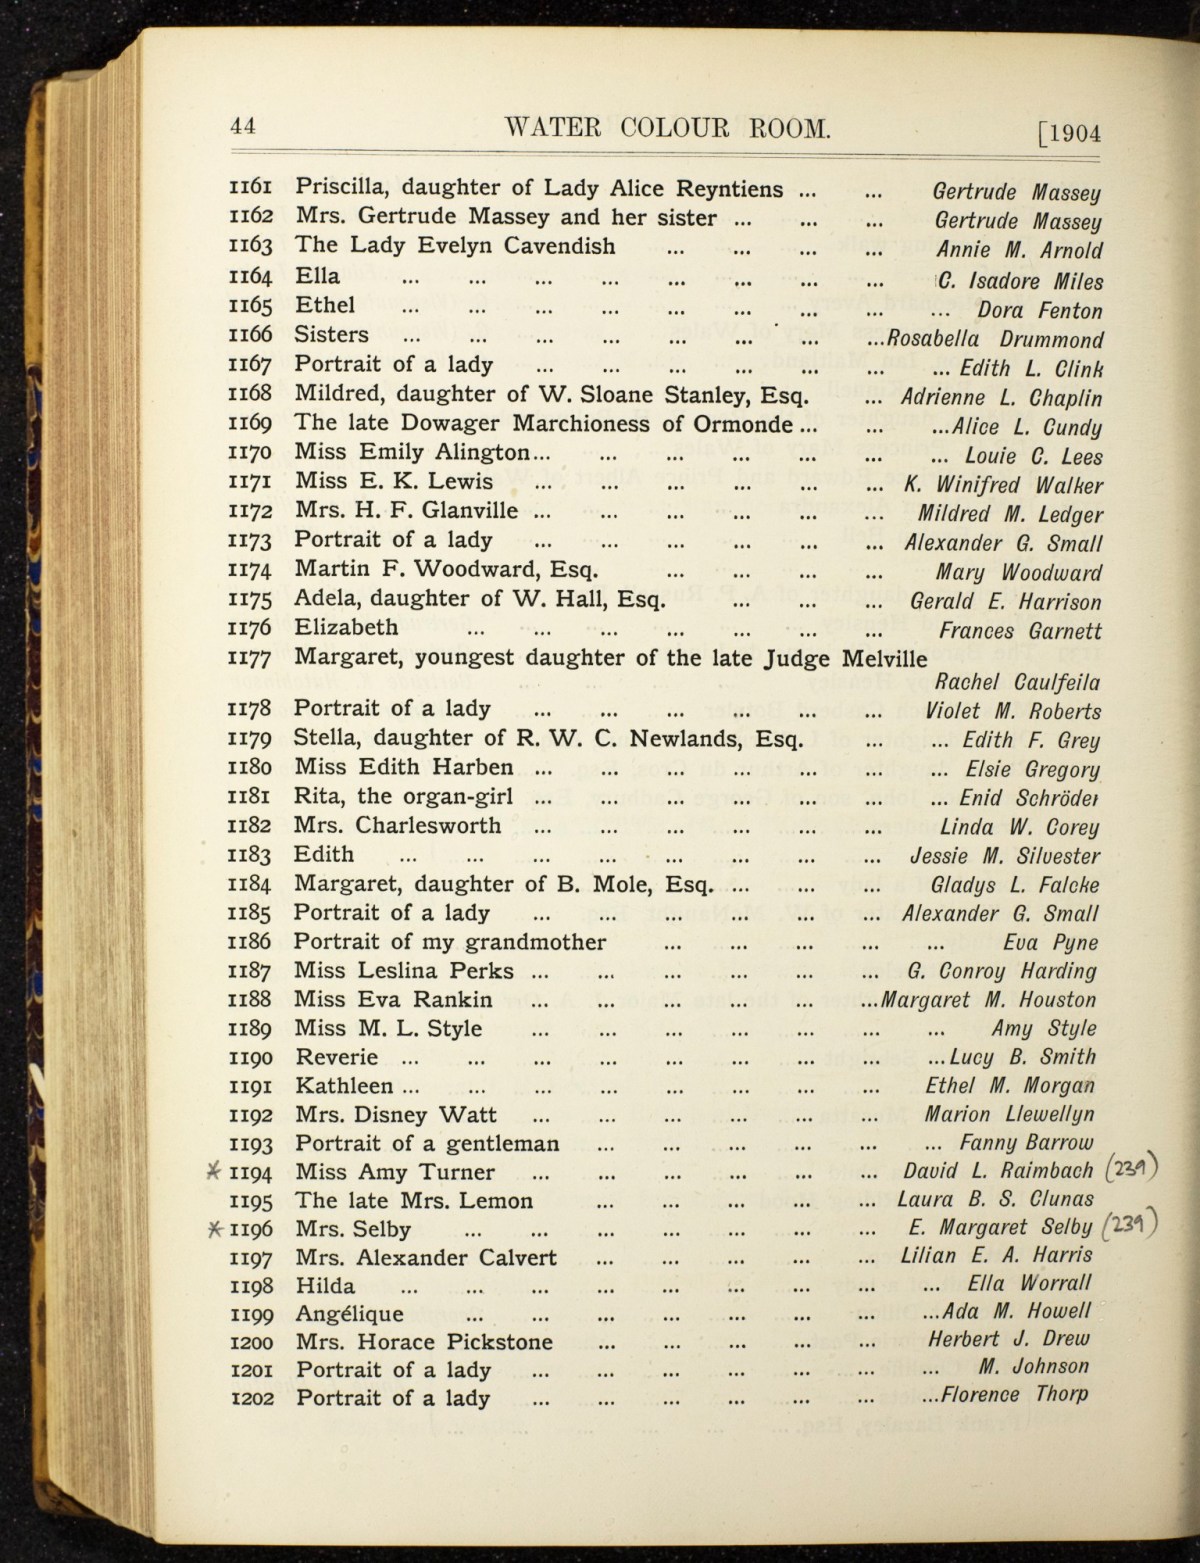 44 WATER COLOUR ROOM. [1904
1161 Priscilla, daughter of Lady Alice Reyntiens ... ... Gertrude Massey
1162 Mrs. Gertrude Massey and her sister ... ... ... Gertrude Massey
1163 The Lady Evelyn Cavendish ... ... ... ... Annie M. Arnold
1164 Ella ... ... ... ... ... ... ... ... C. Isadore Miles
1165 Ethel ... ... ... ... ... ... ... ... ... Dora Fenton
1166 Sisters ... ... ... ... ... ... ... ...Rosabella Drummond
1167 Portrait of a lady ... ... ... ... ... ... ... Edith L. Clink
1168 Mildred, daughter of W. Sloane Stanley, Esq. ... Adrienne L. Chaplin
1169 The late Dowager Marchioness of Ormonde... ... ...Alice L. Cundy
1170 Miss Emily Alington... ... ... ... ... ... ... Louie C. Lees
1171 Miss E. K. Lewis ... ... ... ... ... ... K. Winifred Walker
1172 Mrs. H. F. Glanville ... ... ... ... ... ... Mildred M. Ledger
1173 Portrait of a lady ... ... ... ... ... ... Alexander G. Small
1174 Martin F. Woodward, Esq. ... ... ... ... Mary Woodward
1175 Adela, daughter of W. Hall, Esq. ... ... ... Gerald E. Harrison
1176 Elizabeth ... ... ... ... ... ... ... Frances Garnett
1177 Margaret, youngest daughter of the late Judge Melville
Rachel Caulfeila
1178 Portrait of a lady ... ... ... ... ... ... Violet M. Roberts
1179 Stella, daughter of R. W. C. Newlands, Esq. ... ... Edith F. Grey
1180 Miss Edith Harben ... ... ... ... ... ... ... Elsie Gregory
1181 Rita, the organ-girl ... ... ... ... ... ... ... Enid Schröder
1182 Mrs. Charlesworth ... ... ... ... ... ... Linda W. Corey
1183 Edith ... ... ... ... ... ... ... ... Jessie M. Silvester
1184 Margaret, daughter of B. Mole, Esq. ... ... ... Gladys L. Falcke
1185 Portrait of a lady ... ... ... ... ... ... Alexander G. Small
1186 Portrait of my grandmother ... ... ... ... ... Eva Pyne
1187 Miss Leslina Perks ... ... ... ... ... ... G. Conroy Harding
1188 Miss Eva Rankin ... ... ... ... ... ...Margaret M. Houston
1189 Miss M. L. Style ... ... ... ... ... ... ... Amy Style
1190 Reverie ... ... ... ... ... ... ... ... ...Lucy B. Smith
1191 Kathleen ... ... ... ... ... ... ... ... Ethel M. Morgan
1192 Mrs. Disney Watt ... ... ... ... ... ... Marion Llewellyn
1193 Portrait of a gentleman ... ... ... ... ... ... Fanny Barrow
* 1194 Miss Amy Turner ... ... ... ... ... ... David L. Raimbach (239)
1195 The late Mrs. Lemon ... ... ... ... ... Laura B. S. Clunas
* 1196 Mrs. Selby ... ... ... ... ... ... ... E. Margaret Selby (239)
1197 Mrs. Alexander Calvert ... ... ... ... ... Lilian E. A. Harris
1198 Hilda ... ... ... ... ... ... ... ... ... Ella Worrall
1199 Angélique ... ... ... ... ... ... ... ...Ada M. Howell
1200 Mrs. Horace Pickstone ... ... ... ... ... Herbert J. Drew
1201 Portrait of a lady ... ... ... ... ... ... ... M. Johnson
1202 Portrait of a lady ... ... ... ... ... ... ...Florence Thorp